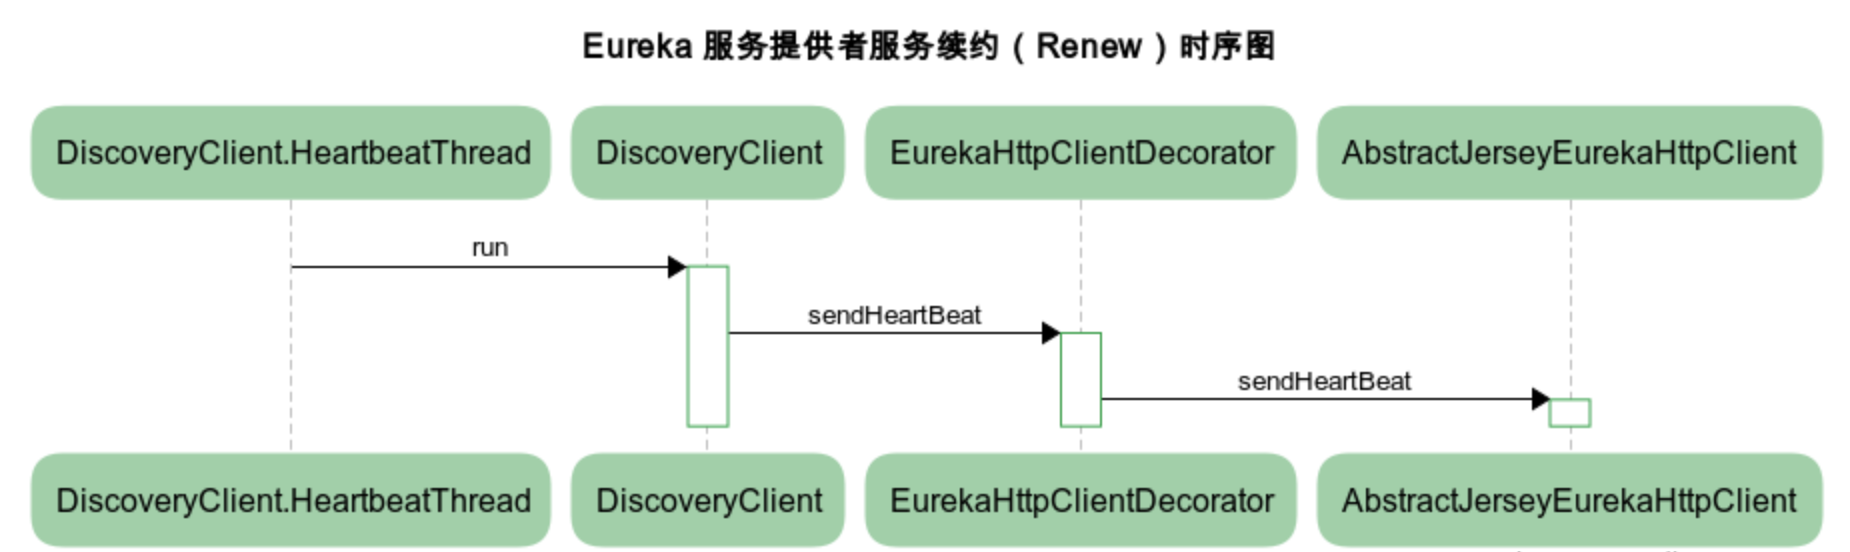 Eureka 服务提供者服务续约（Renew）时序图
DiscoveryClient.HeartbeatThread
DiscoveryClient
EurekaHttpClientDecorator
AbstractJerseyEurekaHttpClient
run
sendHeartBeat
sendHeartBeat
DiscoveryClient.HeartbeatThread
DiscoveryClient
EurekaHttpClientDecorator
AbstractJerseyEurekaHttpClient